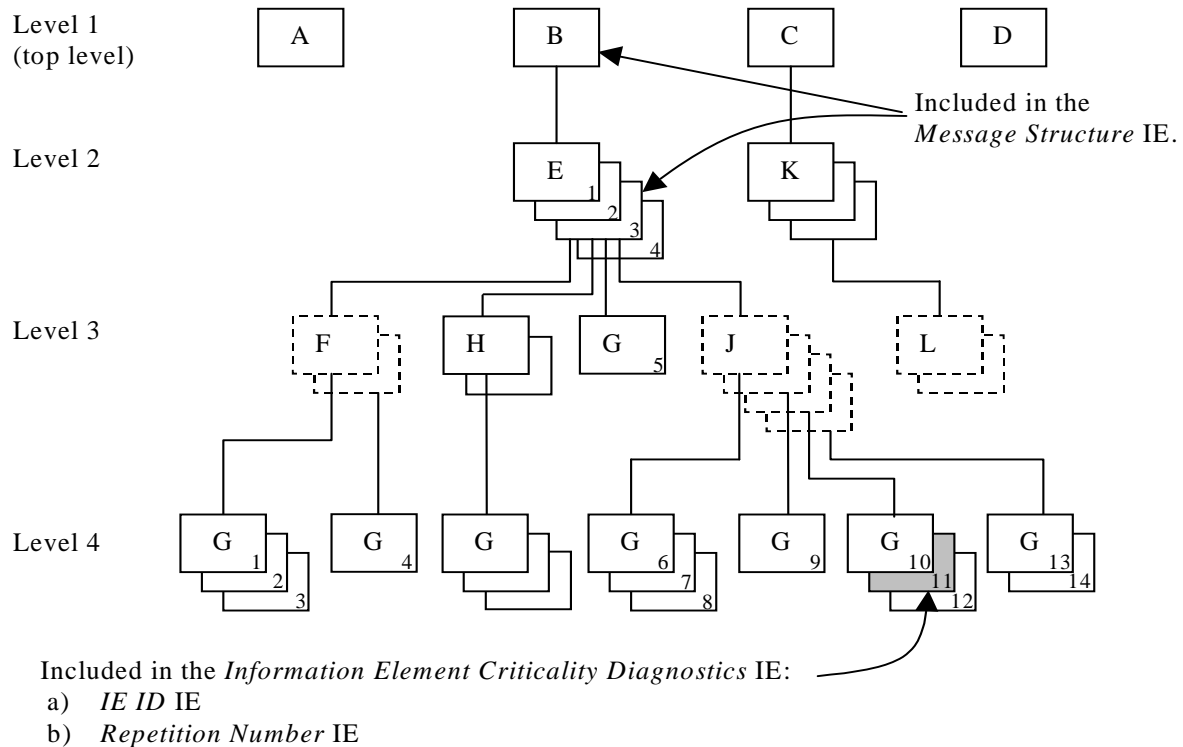 Level 1
(top level)
A
B
C
D
Included in the
Message Structure IE.
Level 2
E
1
2
3
4
K
Level 3
F
H
G
5
J
L
Level 4
G
1
2
3
G
4
G
G
6
7
8
G
9
G
10
11
12
G
13
14
Included in the Information Element Criticality Diagnostics IE:
a) IE ID IE
b) Repetition Number IE